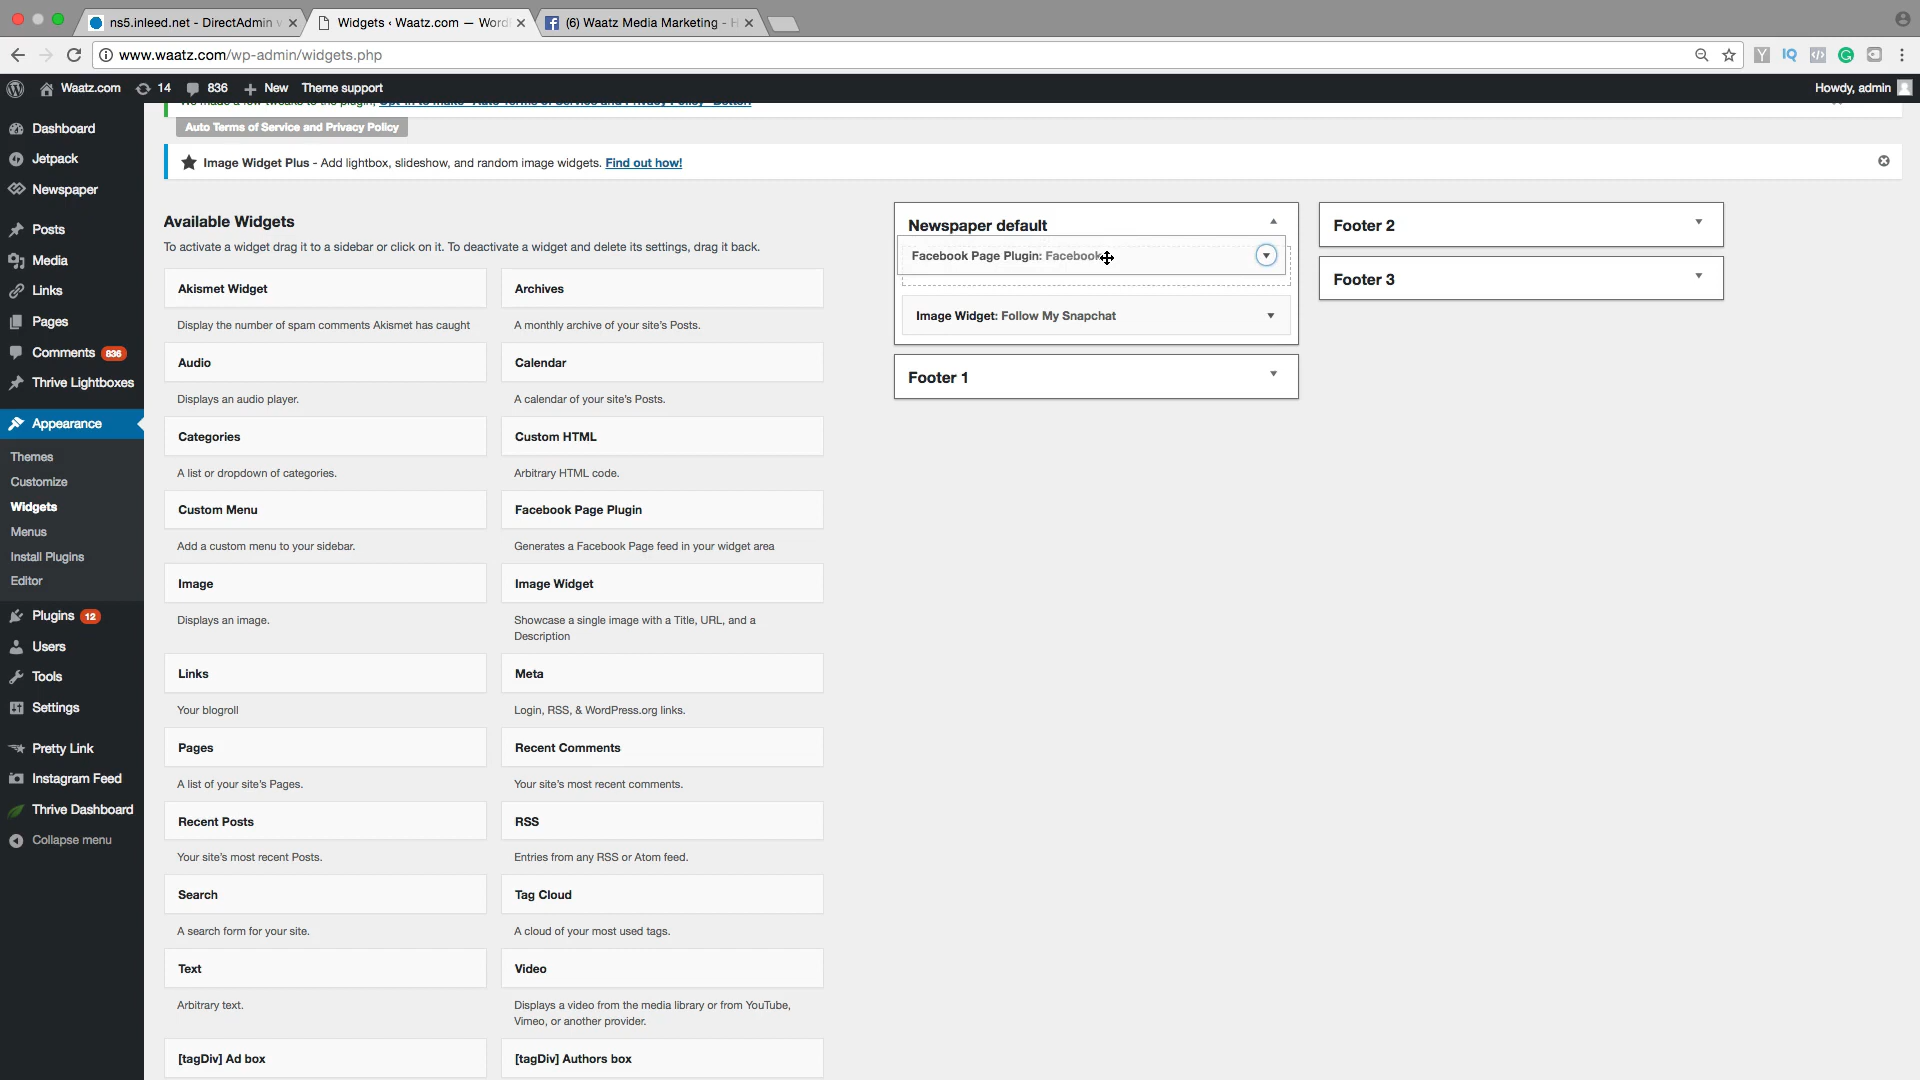 ns5.inleed.net - DirectAdmin v
Widgets ‹ Waatz.com — Word
(6) Waatz Media Marketing - H
www.waatz.com/wp-admin/widgets.php
Waatz.com 14 836 New Theme support
Howdy, admin
We made a few tweaks to the plugin, Opt-in to make "Auto Terms of Service and Privacy Policy" Better!
Auto Terms of Service and Privacy Policy
Image Widget Plus - Add lightbox, slideshow, and random image widgets. Find out how!
Dashboard
Jetpack
Newspaper
Posts
Media
Links
Pages
Comments 836
Thrive Lightboxes
Appearance
Themes
Customize
Widgets
Menus
Install Plugins
Editor
Plugins 12
Users
Tools
Settings
Pretty Link
Instagram Feed
Thrive Dashboard
Collapse menu
Available Widgets
To activate a widget drag it to a sidebar or click on it. To deactivate a widget and delete its settings, drag it back.
Akismet Widget
Display the number of spam comments Akismet has caught
Archives
A monthly archive of your site's Posts.
Audio
Displays an audio player.
Calendar
A calendar of your site's Posts.
Categories
A list or dropdown of categories.
Custom HTML
Arbitrary HTML code.
Custom Menu
Add a custom menu to your sidebar.
Facebook Page Plugin
Generates a Facebook Page feed in your widget area
Image
Displays an image.
Image Widget
Showcase a single image with a Title, URL, and a
Description
Links
Your blogroll
Meta
Login, RSS, & WordPress.org links.
Pages
A list of your site's Pages.
Recent Comments
Your site's most recent comments.
Recent Posts
Your site's most recent Posts.
RSS
Entries from any RSS or Atom feed.
Search
A search form for your site.
Tag Cloud
A cloud of your most used tags.
Text
Arbitrary text.
Video
Displays a video from the media library or from YouTube,
Vimeo, or another provider.
[tagDiv] Ad box
[tagDiv] Authors box
Newspaper default
Facebook Page Plugin: Facebook
Image Widget: Follow My Snapchat
Footer 1
Footer 2
Footer 3